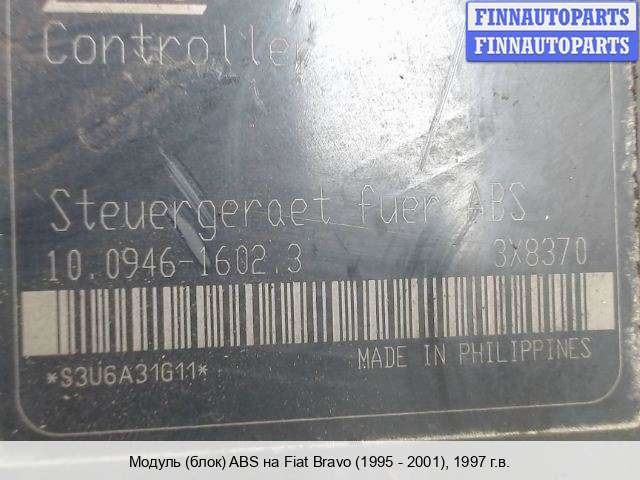 FINNAUTOPARTS
FINNAUTOPARTS
Controller
Steuergeraet fuer ABS.
10.0946-1602.3 3X8370
*S3U6A31G11*
MADE IN PHILIPPINES
Модуль (блок) ABS на Fiat Bravo (1995 - 2001), 1997 г.в.